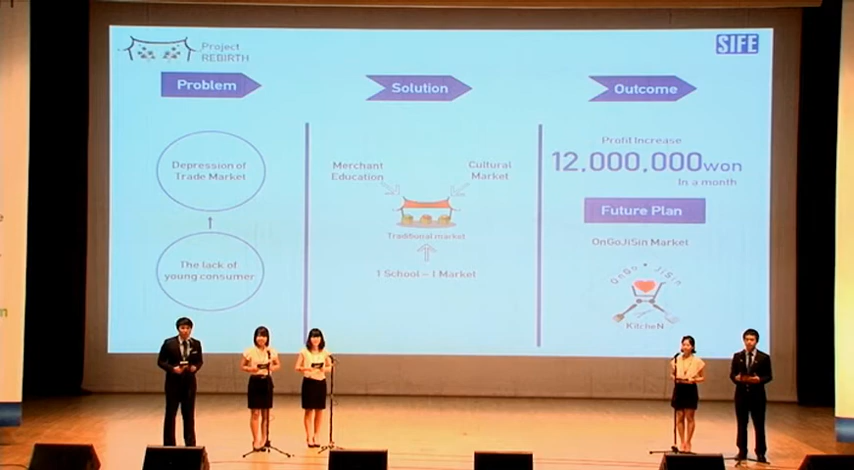 Project
REBIRTH
SIFE
Problem
Solution
Outcome
Depression of
Trade Market
The lack of
young consumer
Merchant
Education
Cultural
Market
Traditional market
1 School – 1 Market
Profit Increase
12,000,000won
In a month
Future Plan
OnGoJiSin Market
OnGo • JiSin
KitcheN